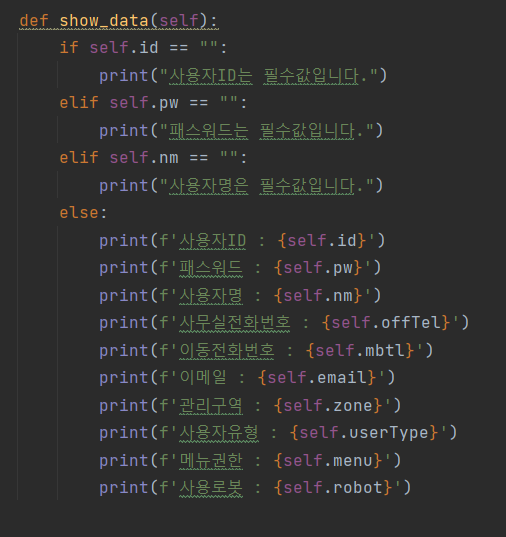 def show_data(self):
    if self.id == "":
        print("사용자ID는 필수값입니다.")
    elif self.pw == "":
        print("패스워드는 필수값입니다.")
    elif self.nm == "":
        print("사용자명은 필수값입니다.")
    else:
        print(f'사용자ID : {self.id}')
        print(f'패스워드 : {self.pw}')
        print(f'사용자명 : {self.nm}')
        print(f'사무실전화번호 : {self.offTel}')
        print(f'이동전화번호 : {self.mbtl}')
        print(f'이메일 : {self.email}')
        print(f'관리구역 : {self.zone}')
        print(f'사용자유형 : {self.userType}')
        print(f'메뉴권한 : {self.menu}')
        print(f'사용로봇 : {self.robot}')